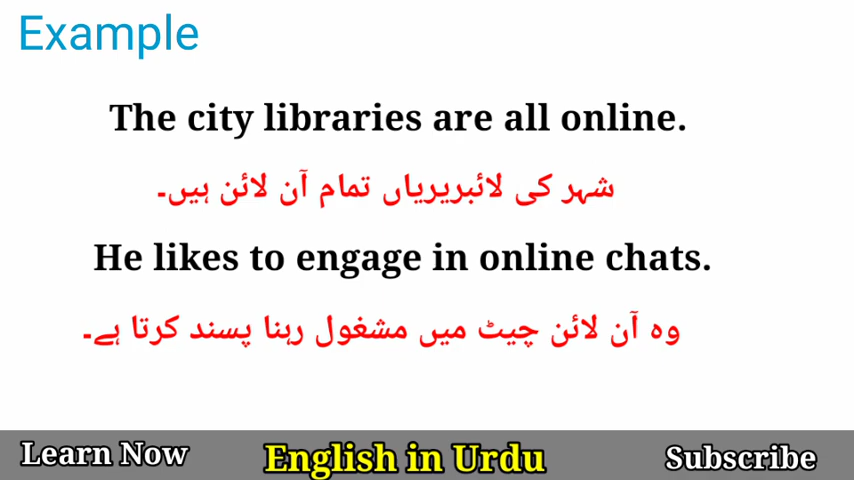 Example
The city libraries are all online.
شہر کی لائبریریاں تمام آن لائن ہیں۔
He likes to engage in online chats.
وہ آن لائن چیٹ میں مشغول رہنا پسند کرتا ہے۔
Learn Now English in Urdu Subscribe